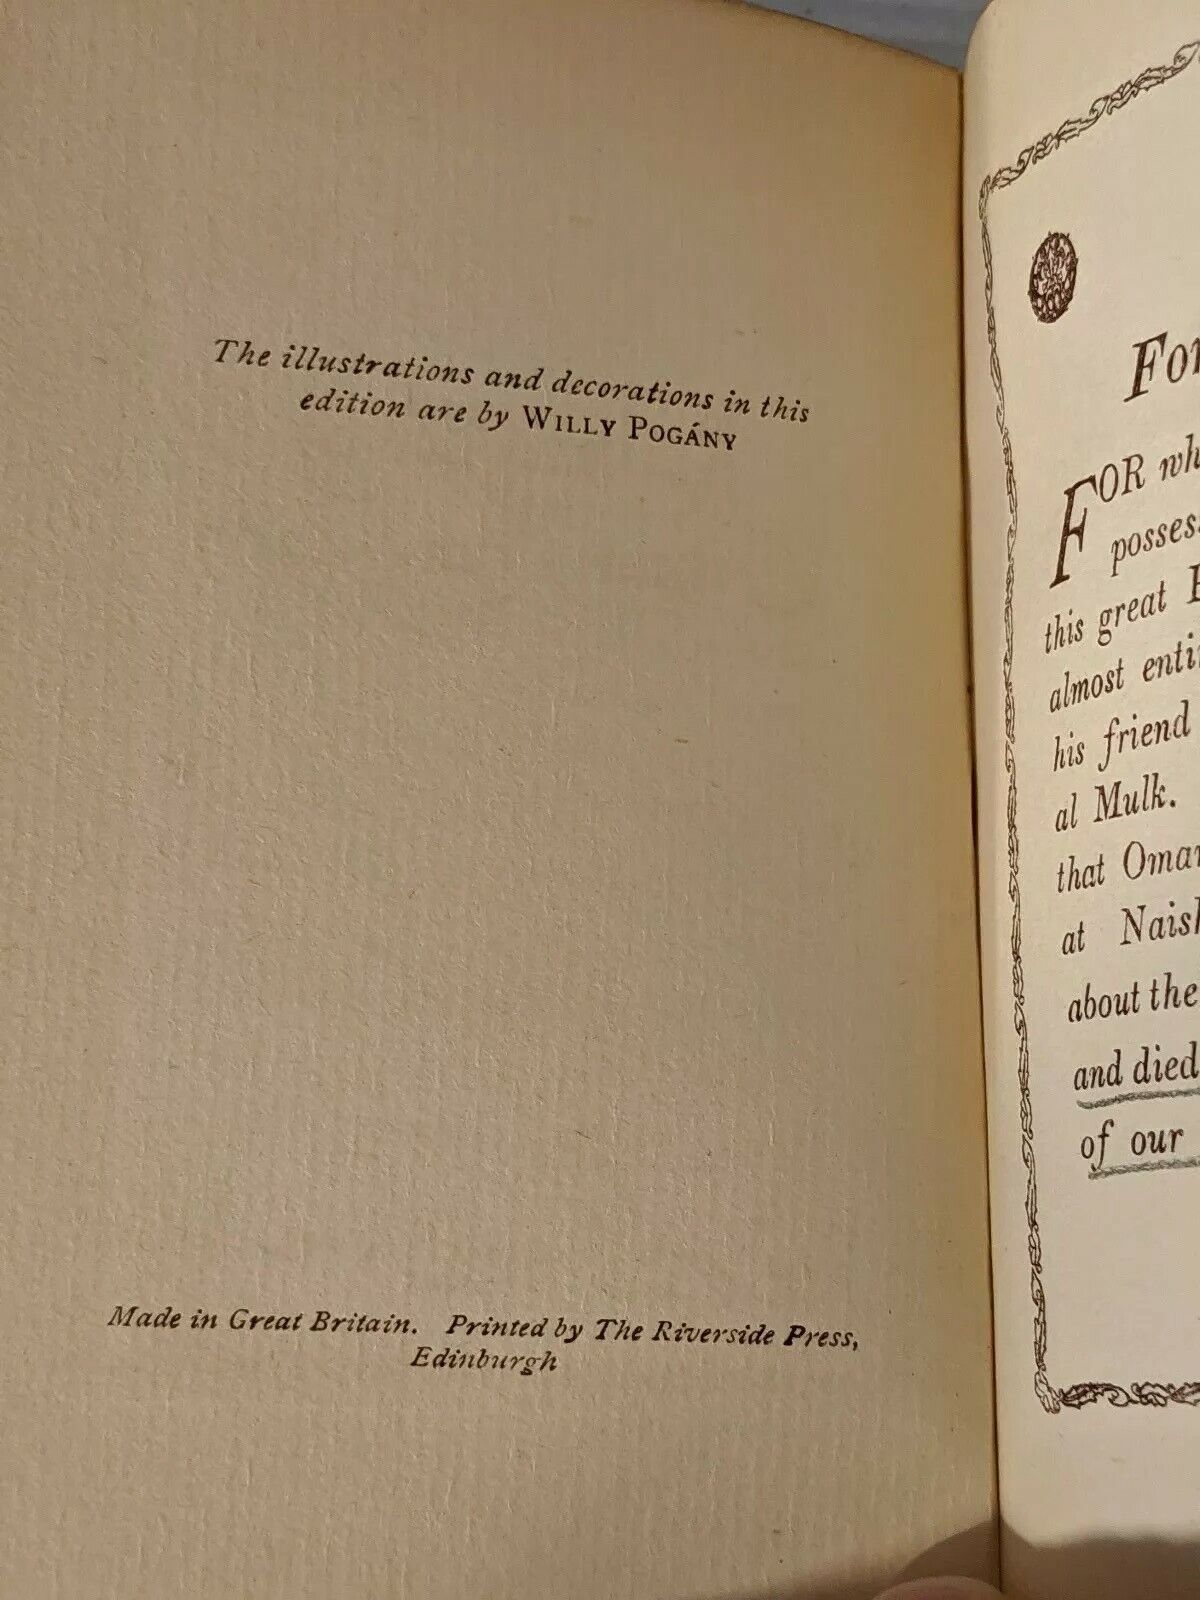 The illustrations and decorations in this
edition are by WILLY POGÁNY
Made in Great Britain. Printed by The Riverside Press,
Edinburgh
FOR
this great
almost
his friend
al Mulk.
that
at
about the
and died
of our